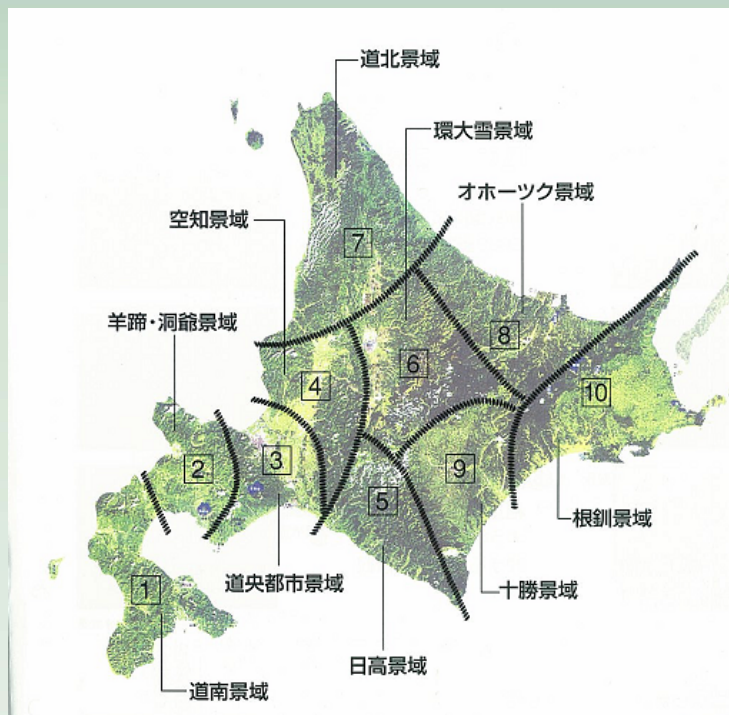 道北景域
環大雪景域
オホーツク景域
空知景域
7
羊蹄・洞爺景域
8
6
4
10
3
2
9
5
根釧景域
道央都市景域
1
十勝景域
日高景域
道南景域